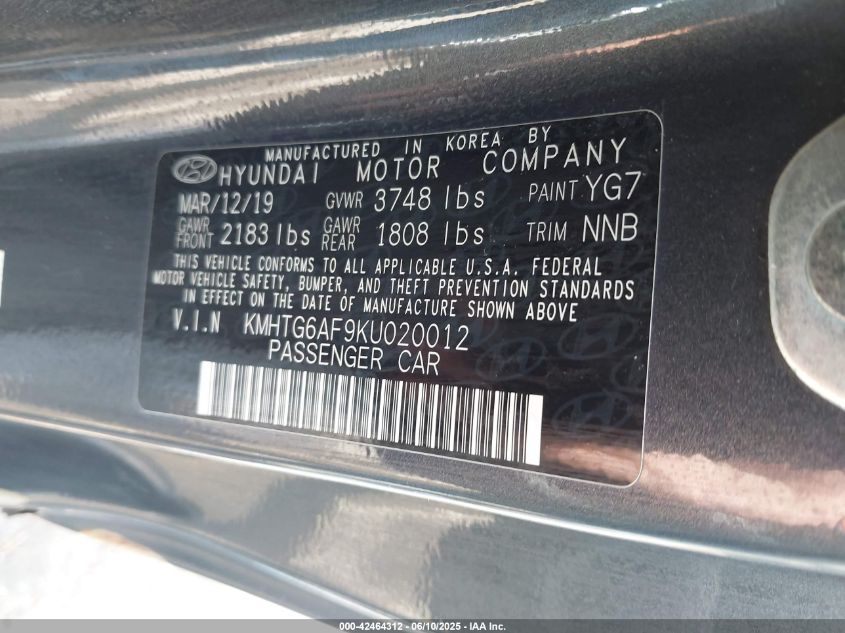 MANUFACTURED IN KOREA BY
HYUNDAI MOTOR COMPANY
MAR/12/19 GVWR 3748 lbs PAINT YG7
GAWR FRONT 2183 lbs GAWR REAR 1808 lbs TRIM NNB
THIS VEHICLE CONFORMS TO ALL APPLICABLE U.S.A. FEDERAL
MOTOR VEHICLE SAFETY, BUMPER, AND THEFT PREVENTION STANDARDS
IN EFFECT ON THE DATE OF MANUFACTURE SHOWN ABOVE
V.I.N KMHTG6AF9KU020012
PASSENGER CAR
000-42464312 - 06/10/2025 - IAA Inc.